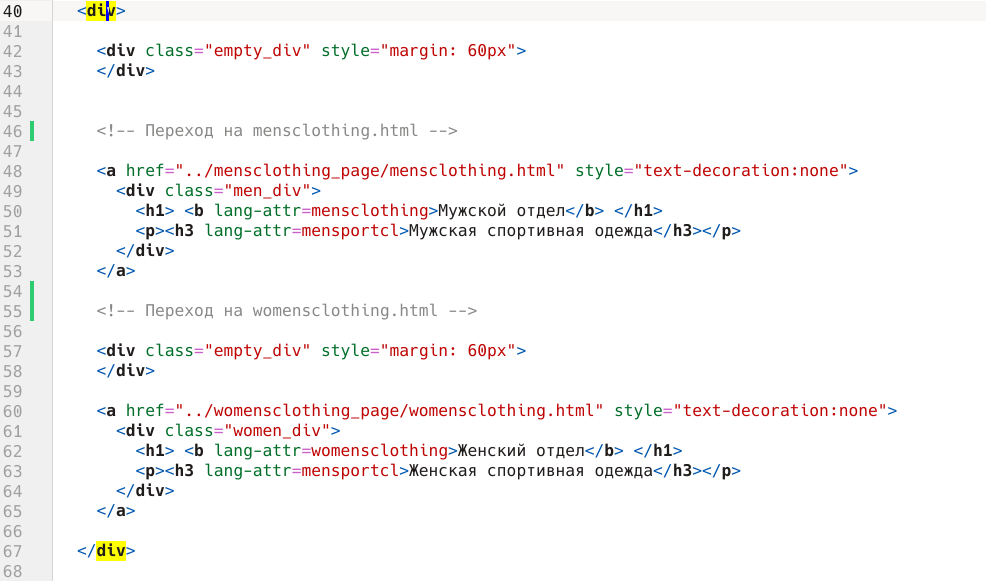 40 <div>
41
42 <div class="empty_div" style="margin: 60px">
43 </div>
44
45
46 <!-- Переход на mensclothing.html -->
47
48 <a href="../mensclothing_page/mensclothing.html" style="text-decoration:none">
49 <div class="men_div">
50 <h1> <b lang-attr=mensclothing>Мужской отдел</b> </h1>
51 <p><h3 lang-attr=mensportcl>Мужская спортивная одежда</h3></p>
52 </div>
53 </a>
54
55 <!-- Переход на womensclothing.html -->
56
57 <div class="empty_div" style="margin: 60px">
58 </div>
59
60 <a href="../womensclothing_page/womensclothing.html" style="text-decoration:none">
61 <div class="women_div">
62 <h1> <b lang-attr=womensclothing>Женский отдел</b> </h1>
63 <p><h3 lang-attr=mensportcl>Женская спортивная одежда</h3></p>
64 </div>
65 </a>
66
67 </div>
68